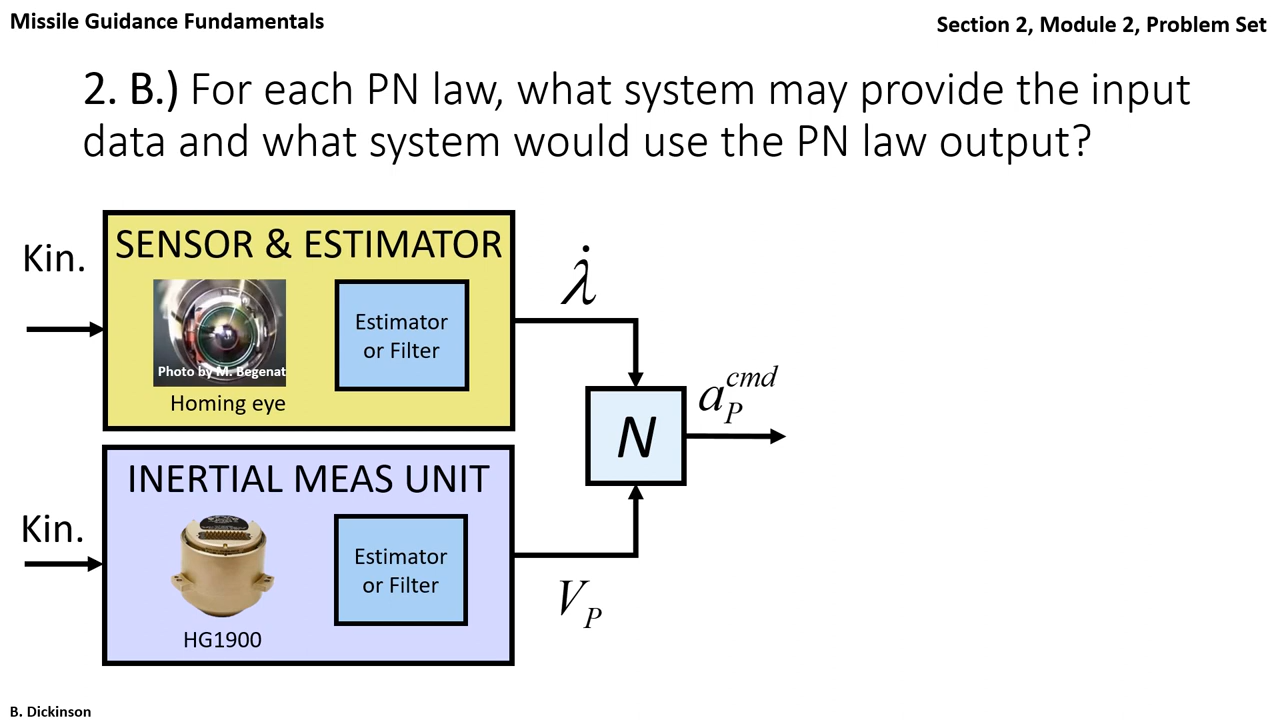 Missile Guidance Fundamentals
Section 2, Module 2, Problem Set
2. B.) For each PN law, what system may provide the input
data and what system would use the PN law output?
Kin.
SENSOR & ESTIMATOR
Photo by M. Begenat
Homing eye
Estimator
or Filter
λ̇
N
a_P^cmd
Kin.
INERTIAL MEAS UNIT
HG1900
Estimator
or Filter
V_P
B. Dickinson